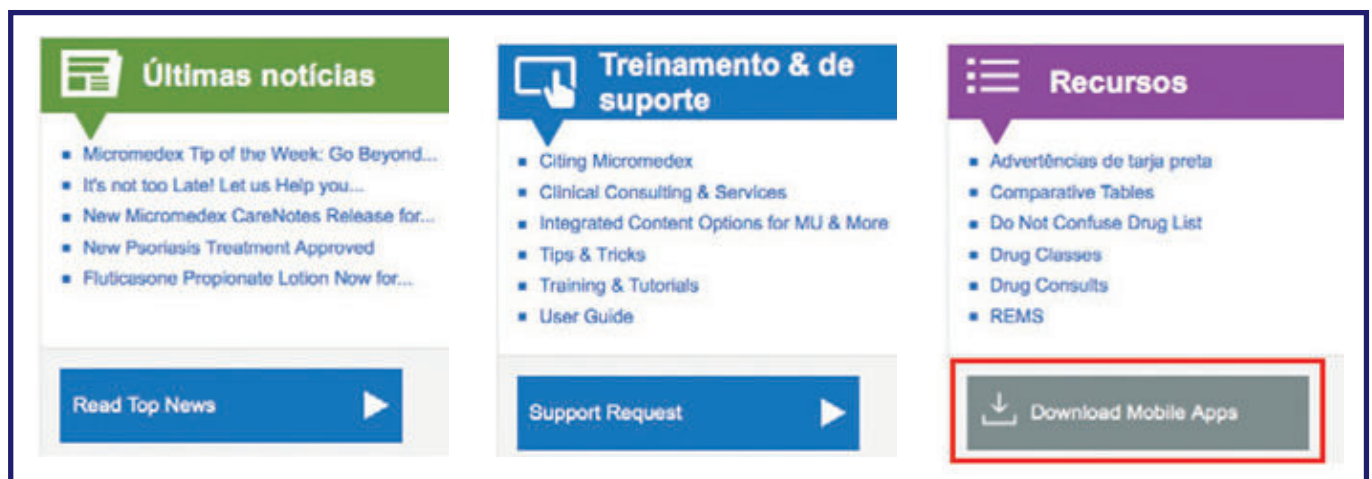 Últimas notícias
Micromedex Tip of the Week: Go Beyond...
It's not too Late! Let us Help you...
New Micromedex CareNotes Release for...
New Psoriasis Treatment Approved
Fluticasone Propionate Lotion Now for...
Read Top News
Treinamento & de
suporte
Citing Micromedex
Clinical Consulting & Services
Integrated Content Options for MU & More
Tips & Tricks
Training & Tutorials
User Guide
Support Request
Recursos
Advertências de tarja preta
Comparative Tables
Do Not Confuse Drug List
Drug Classes
Drug Consults
REMS
Download Mobile Apps